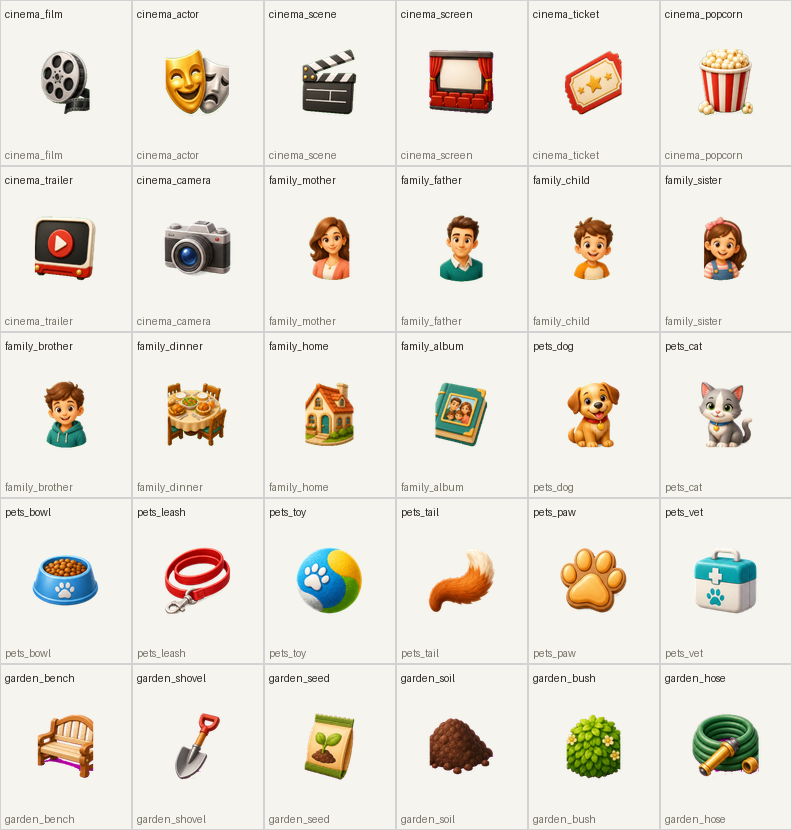 cinema_film cinema_actor cinema_scene cinema_screen cinema_ticket cinema_popcorn
cinema_film cinema_actor cinema_scene cinema_screen cinema_ticket cinema_popcorn
cinema_trailer cinema_camera family_mother family_father family_child family_sister
cinema_trailer cinema_camera family_mother family_father family_child family_sister
family_brother family_dinner family_home family_album pets_dog pets_cat
family_brother family_dinner family_home family_album pets_dog pets_cat
pets_bowl pets_leash pets_toy pets_tail pets_paw pets_vet
pets_bowl pets_leash pets_toy pets_tail pets_paw pets_vet
garden_bench garden_shovel garden_seed garden_soil garden_bush garden_hose
garden_bench garden_shovel garden_seed garden_soil garden_bush garden_hose